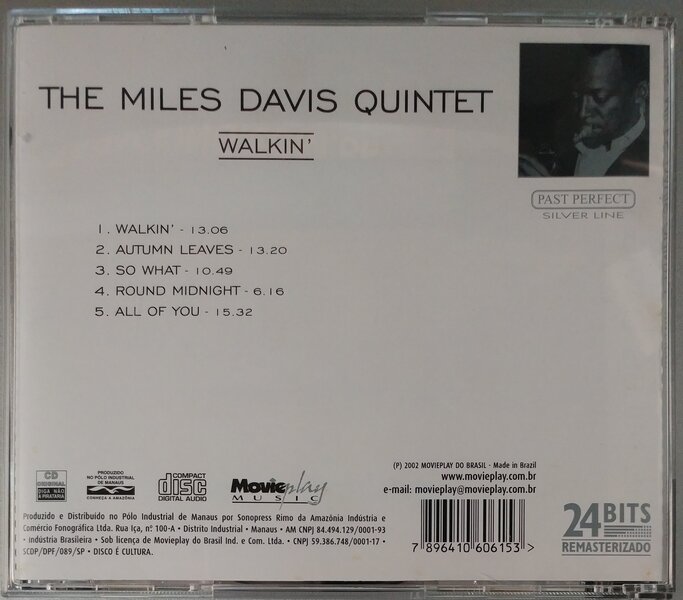 THE MILES DAVIS QUINTET
WALKIN'
PAST PERFECT
SILVER LINE
1. WALKIN' - 13.06
2. AUTUMN LEAVES - 13.20
3. SO WHAT - 10.49
4. ROUND MIDNIGHT - 6.16
5. ALL OF YOU - 15.32
CD
ORIGINAL
DIGA NÃO
À PIRATARIA
PRODUZIDO
NO PÓLO INDUSTRIAL
DE MANAUS
CONHEÇA A AMAZÔNIA
COMPACT
disc
DIGITAL AUDIO
Movieplay
MUSIC
(P) 2002 MOVIEPLAY DO BRASIL - Made in Brazil
www.movieplay.com.br
e-mail: movieplay@movieplay.com.br
Produzido e Distribuído no Pólo Industrial de Manaus por Sonopress Rimo da Amazônia Indústria e
Comércio Fonográfica Ltda. Rua Iça, nº. 100-A • Distrito Industrial • Manaus • AM CNPJ 84.494.129/0001-93
• Indústria Brasileira • Sob licença de Movieplay do Brasil Ind. e Com. Ltda. • CNPJ 59.386.748/0001-17 •
SCDP/DPF/089/SP • DISCO É CULTURA.
7 896410 606153 >
24 BITS
REMASTERIZADO